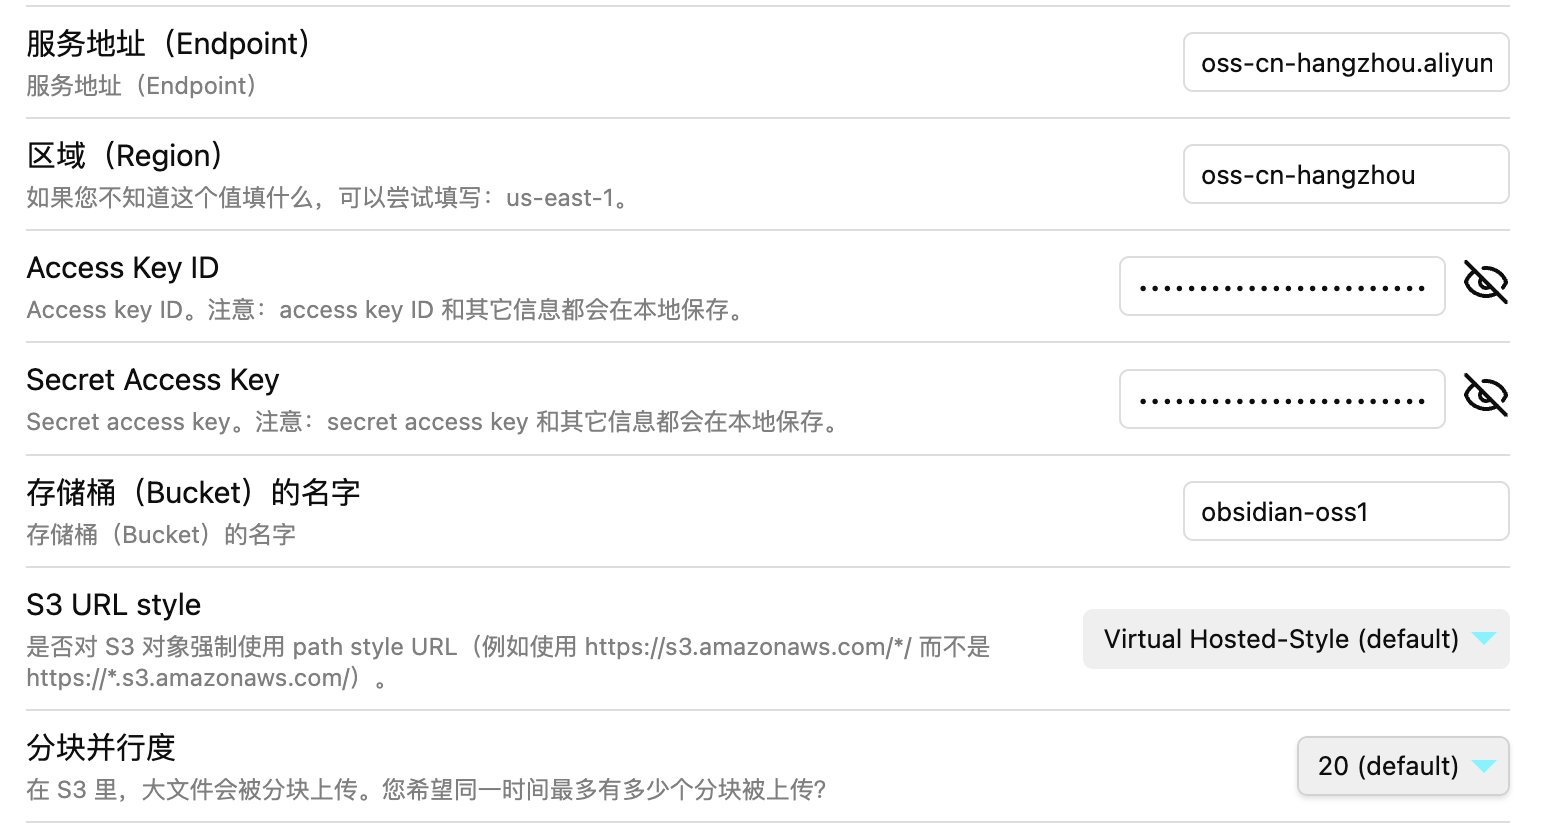 服务地址（Endpoint）
服务地址（Endpoint）
oss-cn-hangzhou.aliyun
区域（Region）
如果您不知道这个值填什么，可以尝试填写：us-east-1。
oss-cn-hangzhou
Access Key ID
Access key ID。注意：access key ID 和其它信息都会在本地保存。
Secret Access Key
Secret access key。注意：secret access key 和其它信息都会在本地保存。
存储桶（Bucket）的名字
存储桶（Bucket）的名字
obsidian-oss1
S3 URL style
是否对 S3 对象强制使用 path style URL（例如使用 https://s3.amazonaws.com/*/ 而不是
https://*.s3.amazonaws.com/）。
Virtual Hosted-Style (default)
分块并行度
在 S3 里，大文件会被分块上传。您希望同一时间最多有多少个分块被上传？
20 (default)